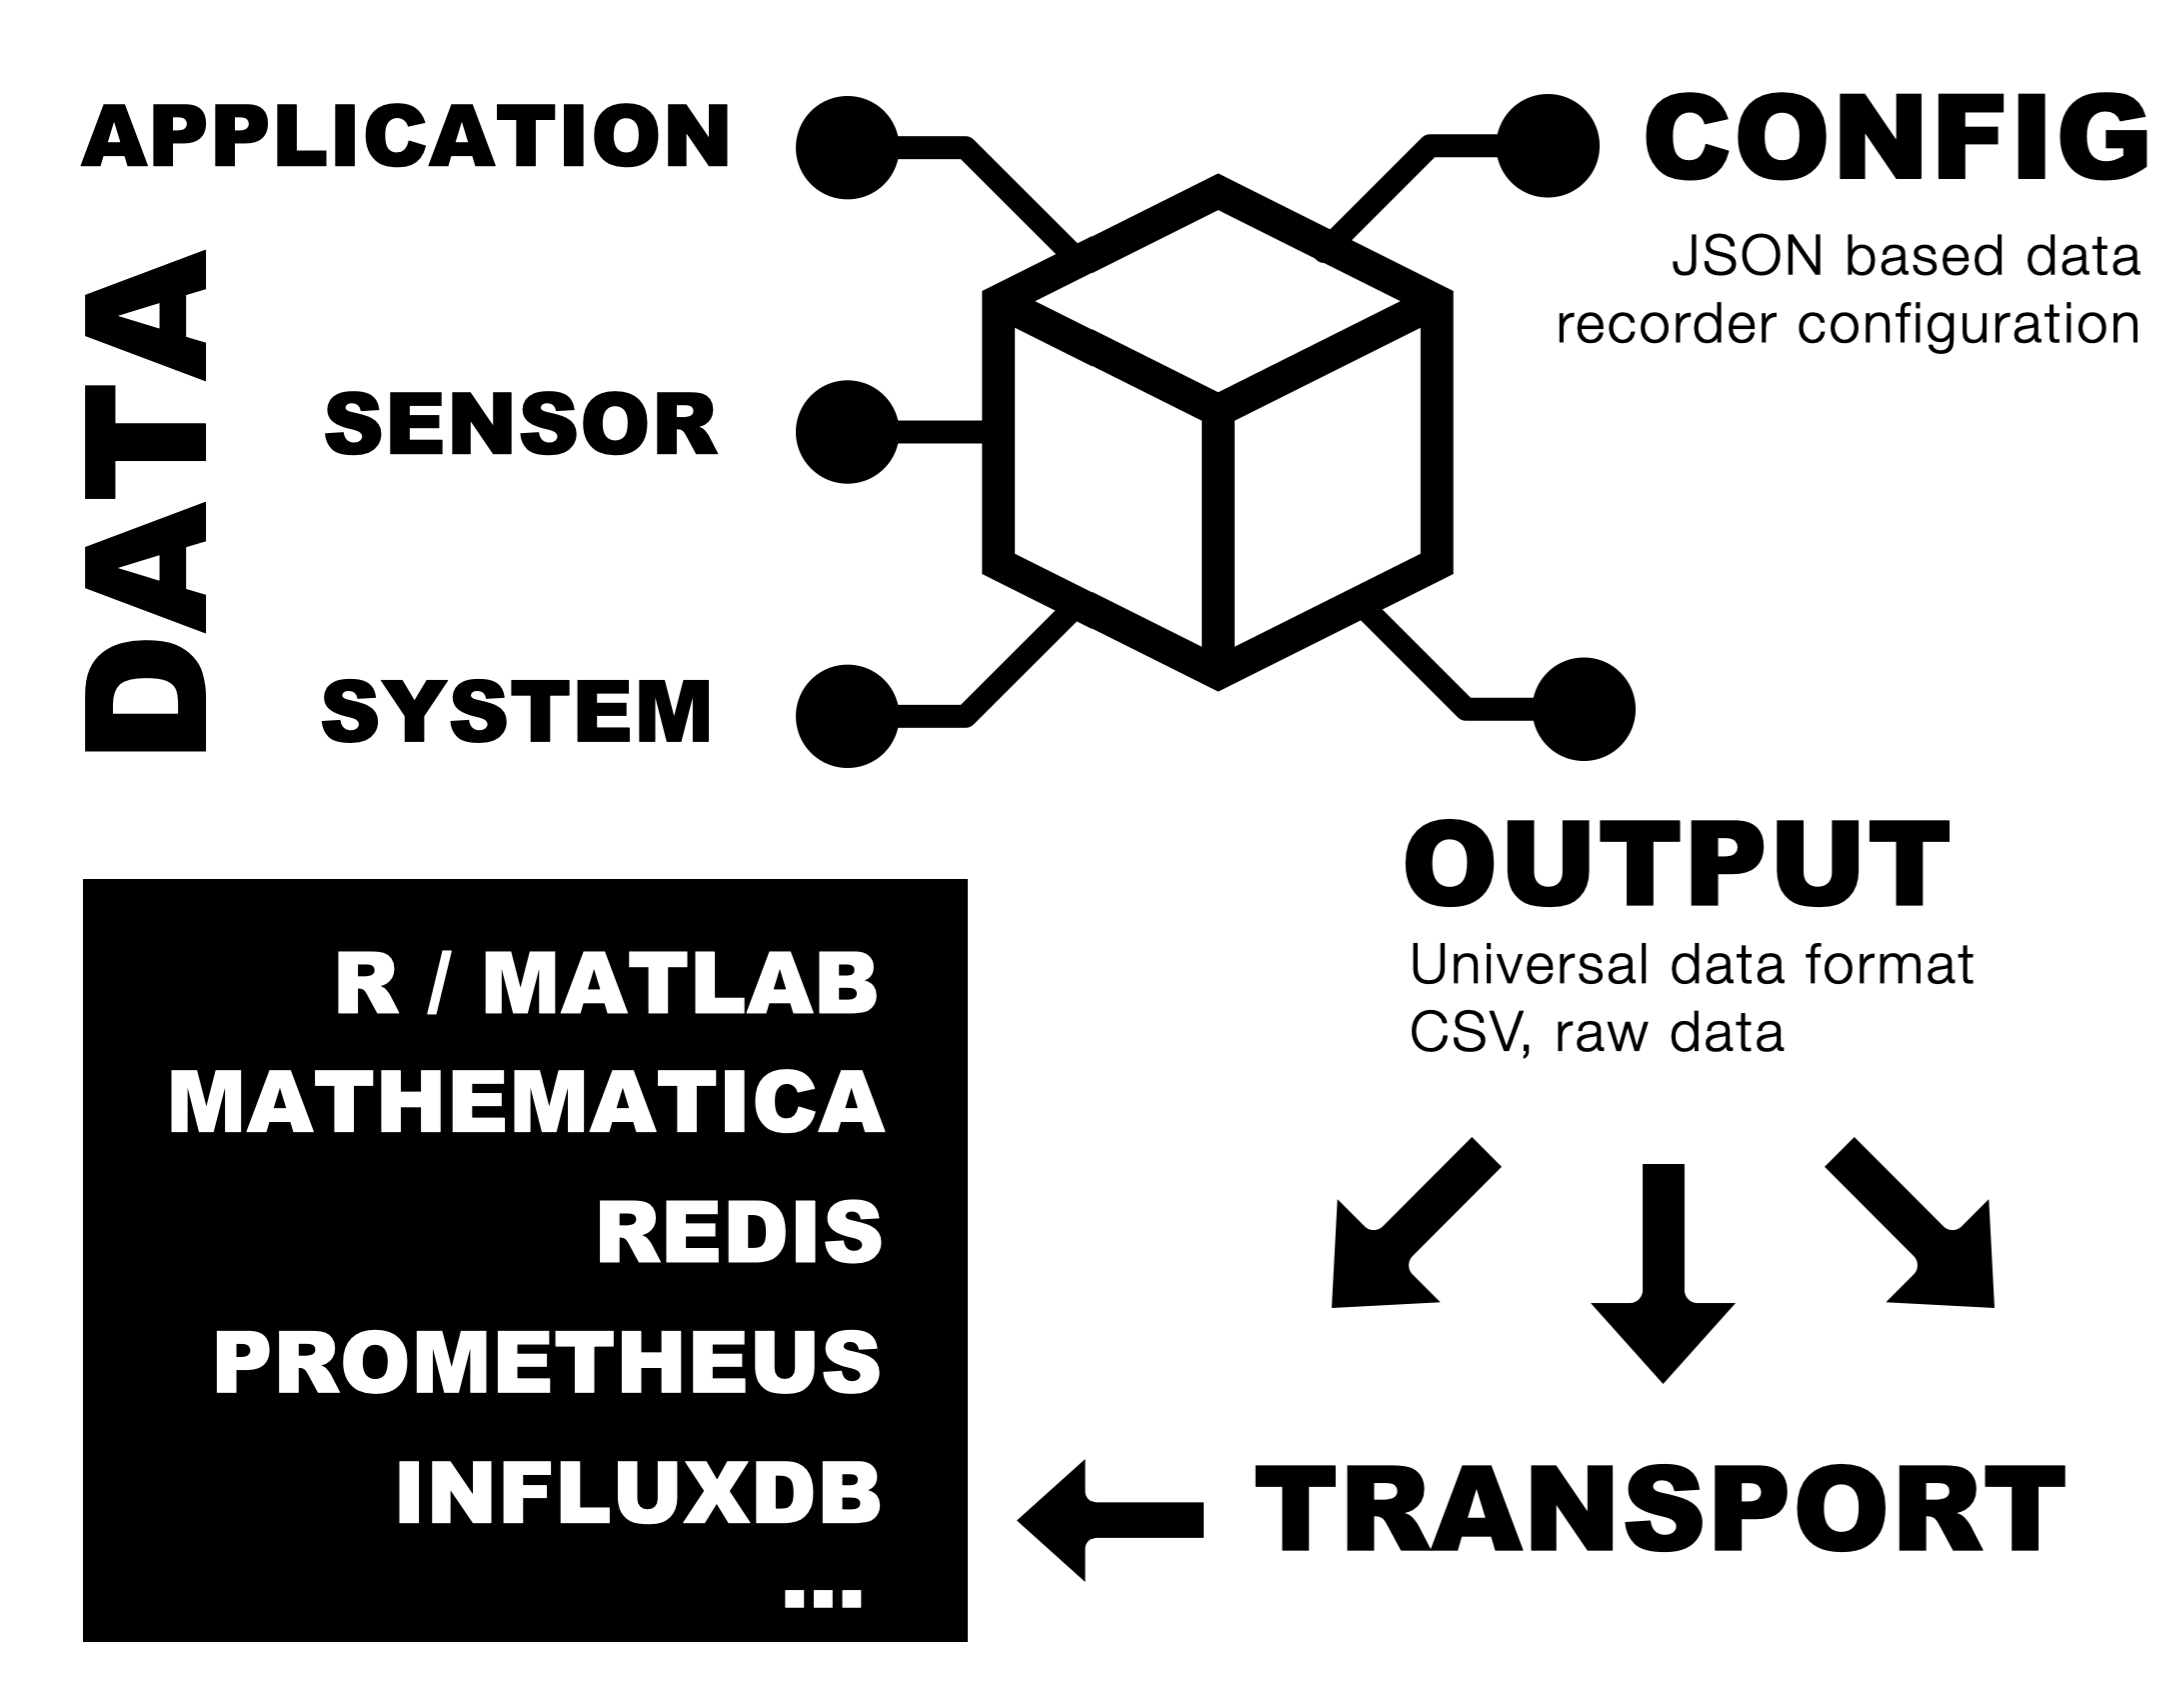 APPLICATION
DATA
SENSOR
SYSTEM
CONFIG
JSON based data
recorder configuration
OUTPUT
Universal data format
CSV, raw data
TRANSPORT
R / MATLAB
MATHEMATICA
REDIS
PROMETHEUS
INFLUXDB
...